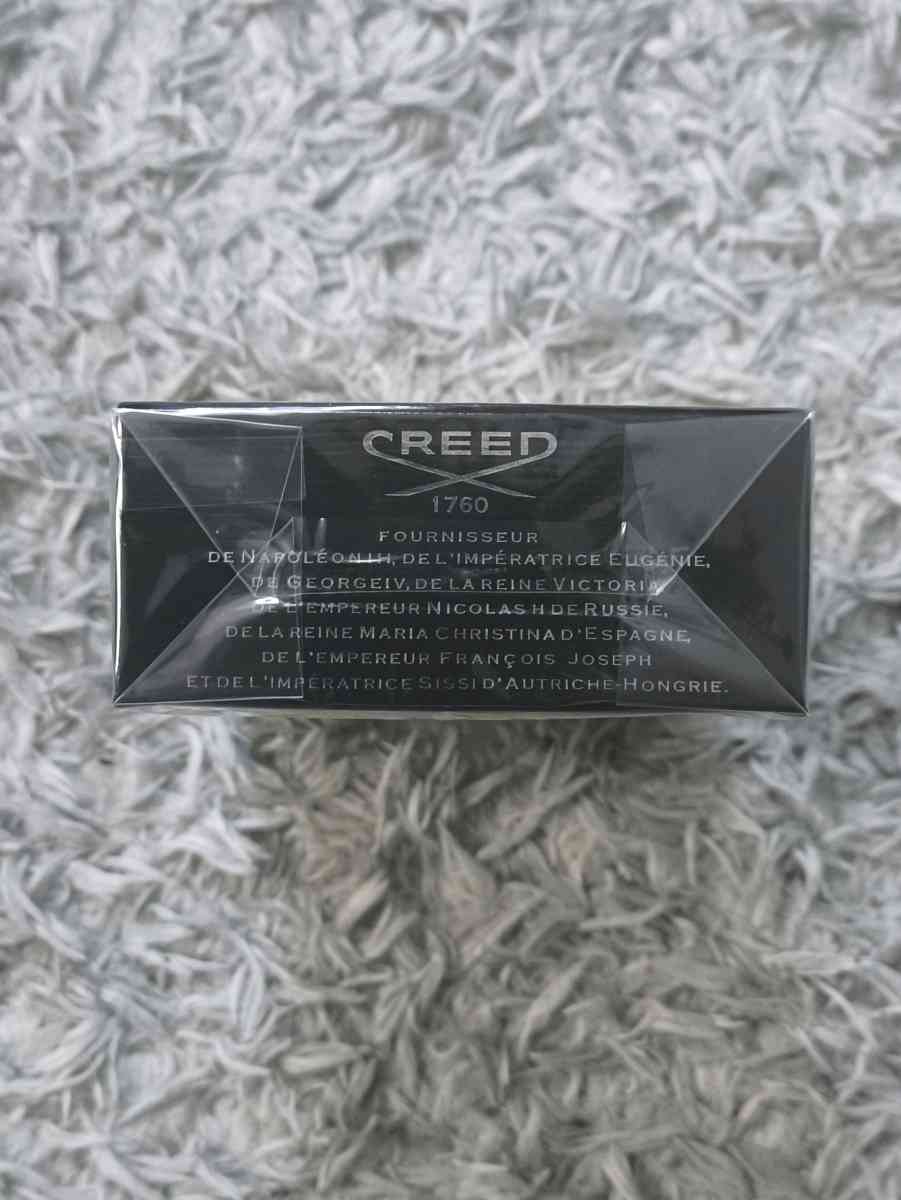 CREED
1760
FOURNISSEUR
DE NAPOLÉON III, DE L'IMPÉRATRICE EUGÉNIE,
DE GEORGE IV, DE LA REINE VICTORIA,
DE L'EMPEREUR NICOLAS II DE RUSSIE,
DE LA REINE MARIA CHRISTINA D'ESPAGNE,
DE L'EMPEREUR FRANÇOIS JOSEPH
ET DE L'IMPÉRATRICE SISSI D'AUTRICHE-HONGRIE.